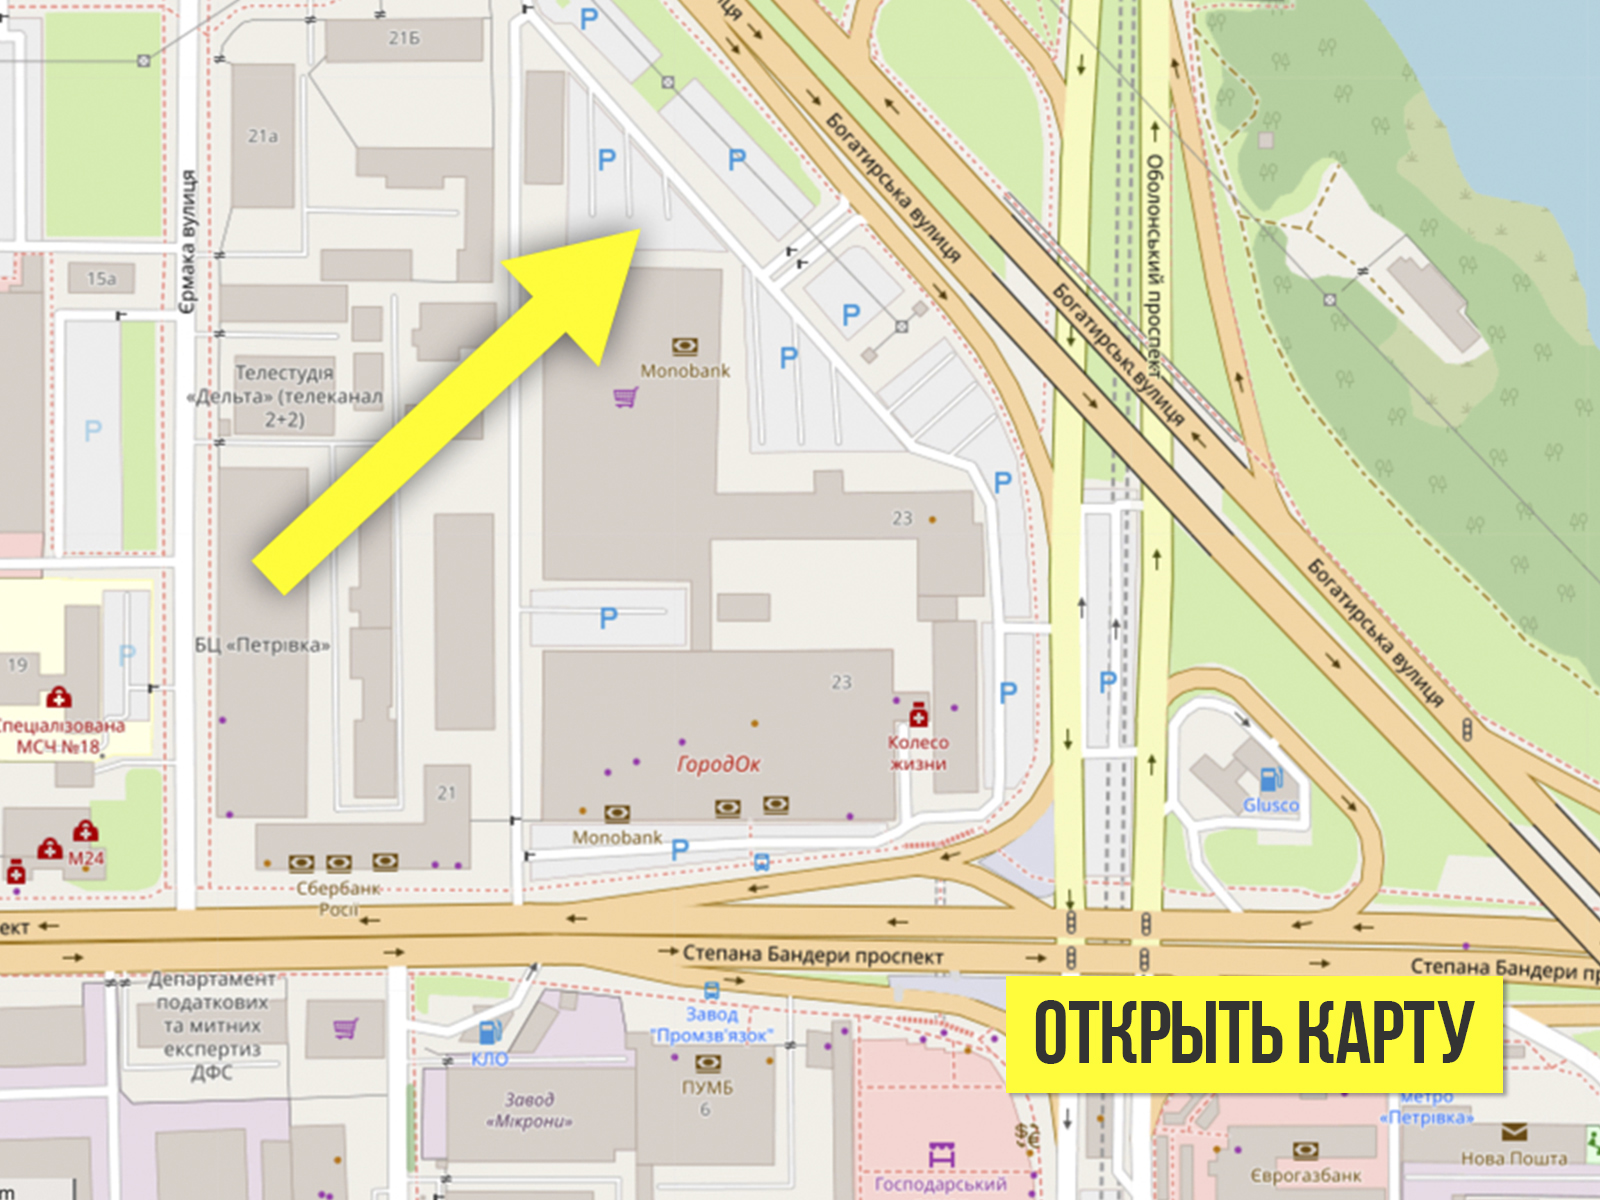 P
21Б
21а
P
P
Богатирська вулиця
Оболонський проспект
Єрмака вулиця
15а
P
Богатирська вулиця
P
Monobank
Телестудія
«Дельта» (телеканал
2+2)
P
P
23
Богатирська вулиця
P
БЦ «Петрівка»
P
19
23
P
P
Спеціалізована
МСЧ №18
ГородОк
Колесо
жизни
21
Glusco
Monobank
P
М24
Сбербанк
Росії
Степана Бандери проспект
Степана Бандери
Департамент
податкових
та митних
експертиз
ДФС
КЛО
Завод
"Промзв'язок"
ОТКРЫТЬ КАРТУ
ПУМБ
6
Завод
«Мікрони»
метро
«Петрівка»
Нова Пошта
Єврогазбанк
Господарський